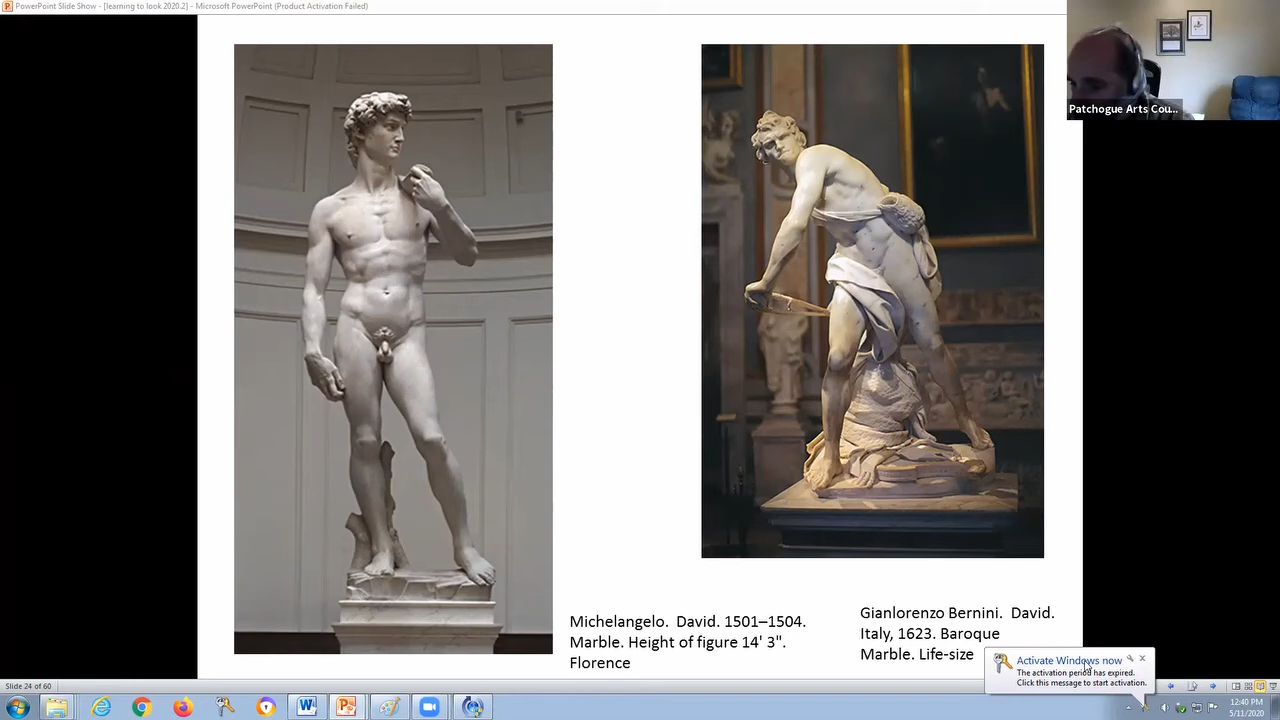 PowerPoint Slide Show - [learning to look 2020.2] - Microsoft PowerPoint (Product Activation Failed)
Patchogue Arts Cou...
Michelangelo. David. 1501–1504.
Marble. Height of figure 14' 3".
Florence
Gianlorenzo Bernini. David.
Italy, 1623. Baroque
Marble. Life-size
Activate Windows now
The activation period has expired.
Click this message to start activation.
Slide 24 of 60
12:40 PM
5/11/2020